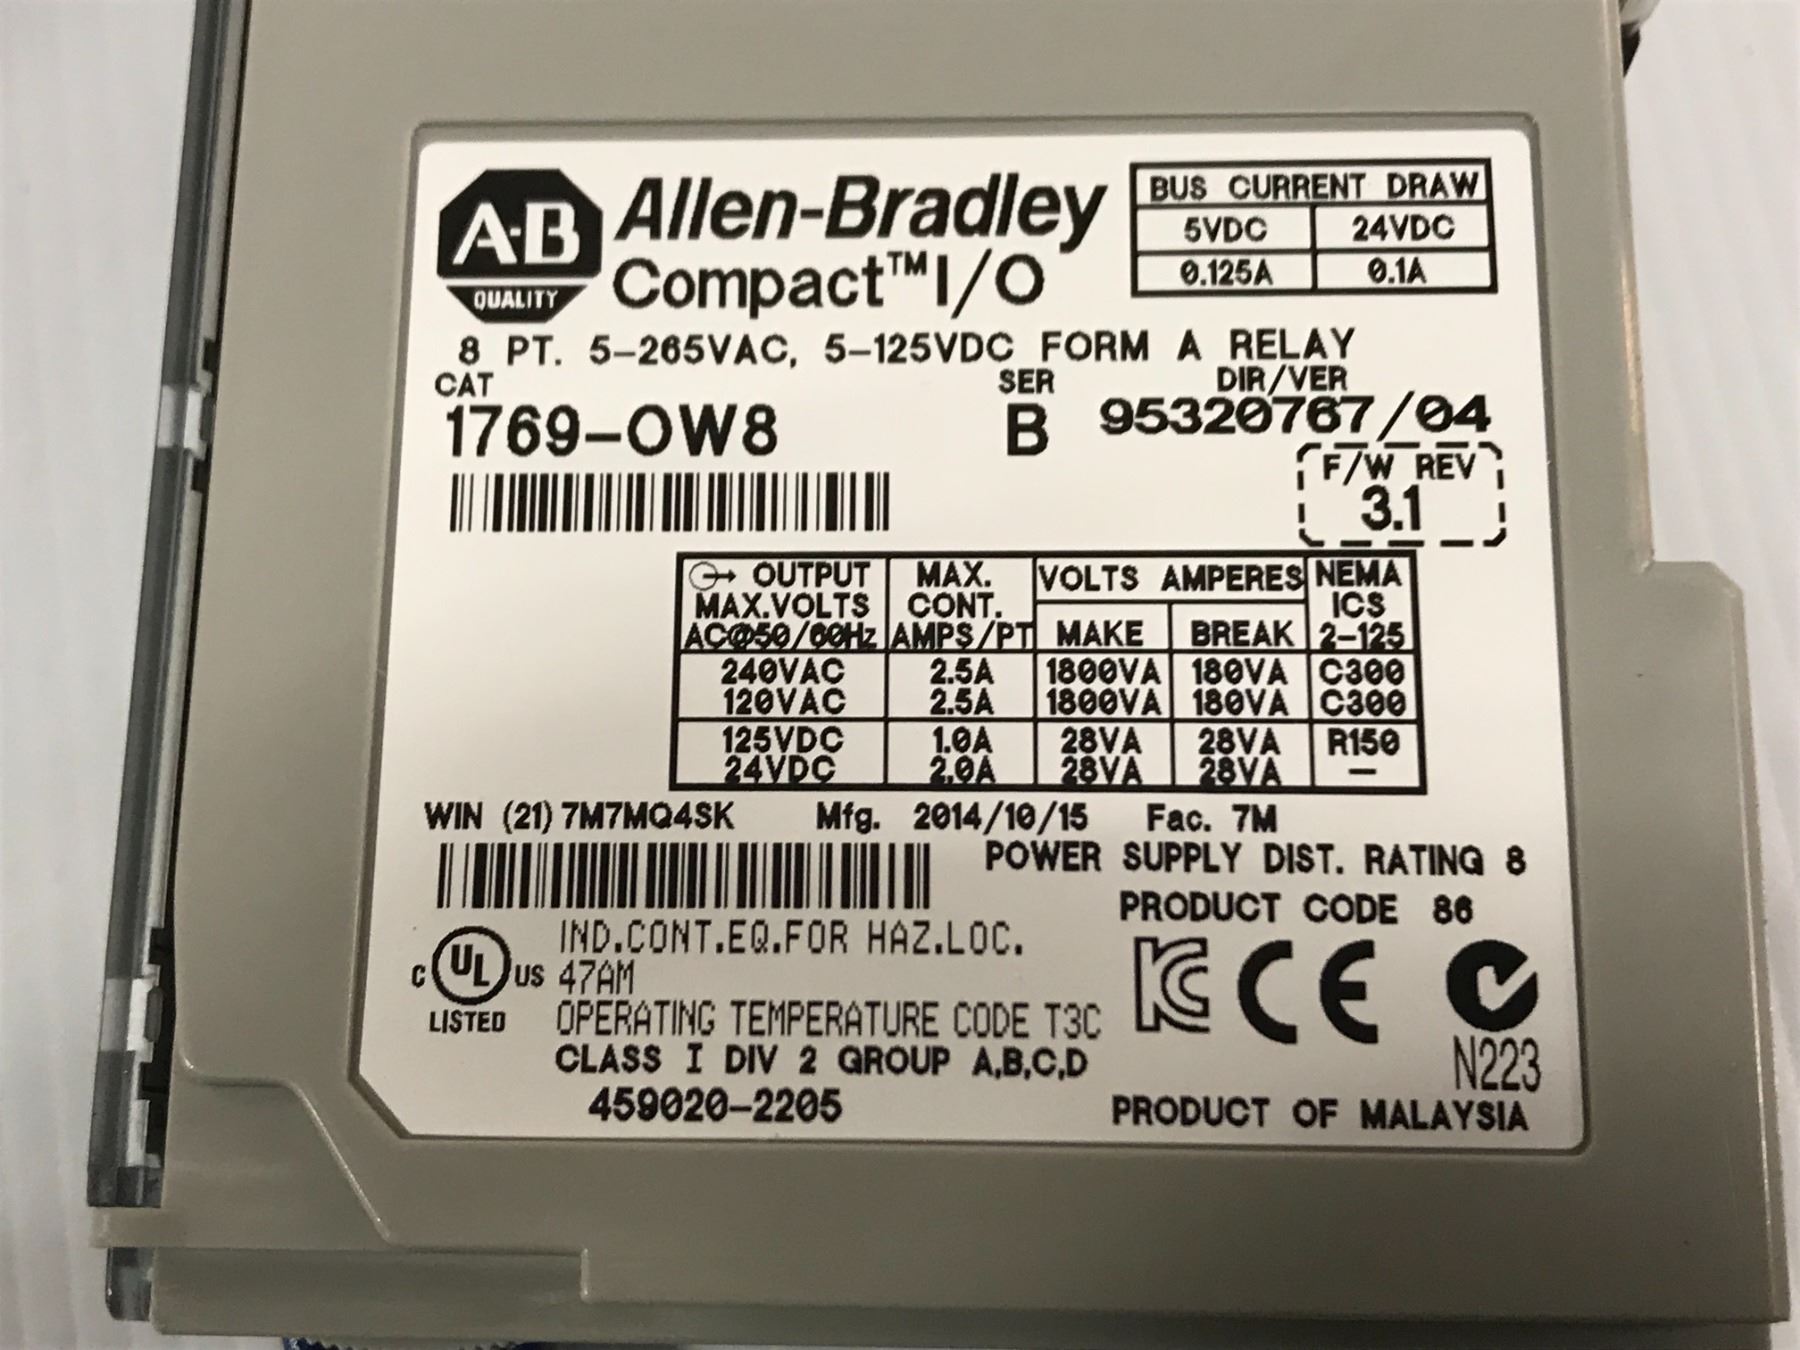 A-B
QUALITY
Allen-Bradley
Compact™ I/O
BUS CURRENT DRAW
5VDC 24VDC
0.125A 0.1A
8 PT. 5-265VAC, 5-125VDC FORM A RELAY
CAT SER DIR/VER
1769-OW8 B 95320767/04
F/W REV
3.1
OUTPUT MAX. VOLTS AMPERES NEMA
MAX.VOLTS CONT. ICS
AC@50/60Hz AMPS/PT MAKE BREAK 2-125
240VAC 2.5A 1800VA 180VA C300
120VAC 2.5A 1800VA 180VA C300
125VDC 1.0A 28VA 28VA R150
24VDC 2.0A 28VA 28VA —
WIN (21) 7M7MQ4SK Mfg. 2014/10/15 Fac. 7M
POWER SUPPLY DIST. RATING 8
PRODUCT CODE 86
IND.CONT.EQ.FOR HAZ.LOC.
C UL US 47AM
LISTED
OPERATING TEMPERATURE CODE T3C
CLASS I DIV 2 GROUP A,B,C,D
459020-2205
KC CE
N223
PRODUCT OF MALAYSIA